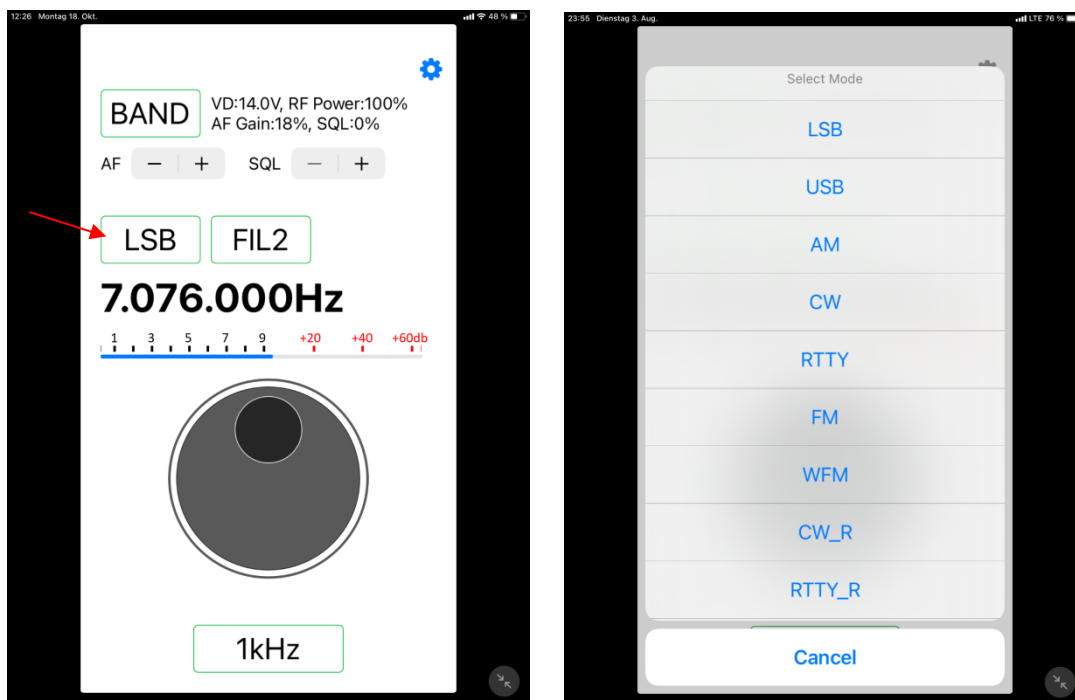 12:26 Montag 18. Okt.
48 %
BAND
VD:14.0V, RF Power:100%
AF Gain:18%, SQL:0%
AF − + SQL − +
LSB FIL2
7.076.000Hz
1 3 5 7 9 +20 +40 +60db
1kHz
23:55 Dienstag 3. Aug.
LTE 76 %
Select Mode
LSB
USB
AM
CW
RTTY
FM
WFM
CW_R
RTTY_R
Cancel